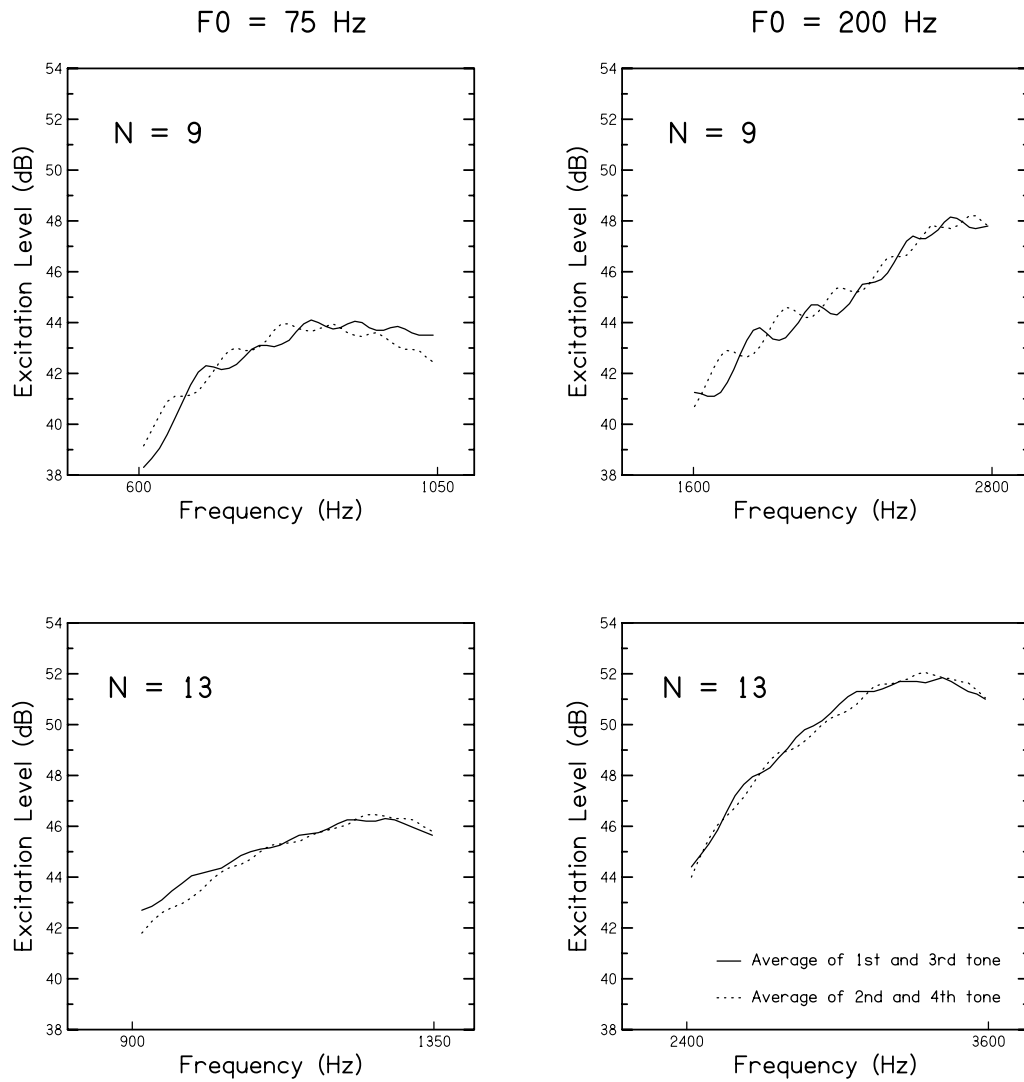 F0 = 75 Hz
F0 = 200 Hz
54
52
50
48
46
44
42
40
38
Excitation Level (dB)
N = 9
600
1050
Frequency (Hz)
54
52
50
48
46
44
42
40
38
Excitation Level (dB)
N = 9
1600
2800
Frequency (Hz)
54
52
50
48
46
44
42
40
38
Excitation Level (dB)
N = 13
900
1350
Frequency (Hz)
54
52
50
48
46
44
42
40
38
Excitation Level (dB)
N = 13
Average of 1st and 3rd tone
Average of 2nd and 4th tone
2400
3600
Frequency (Hz)